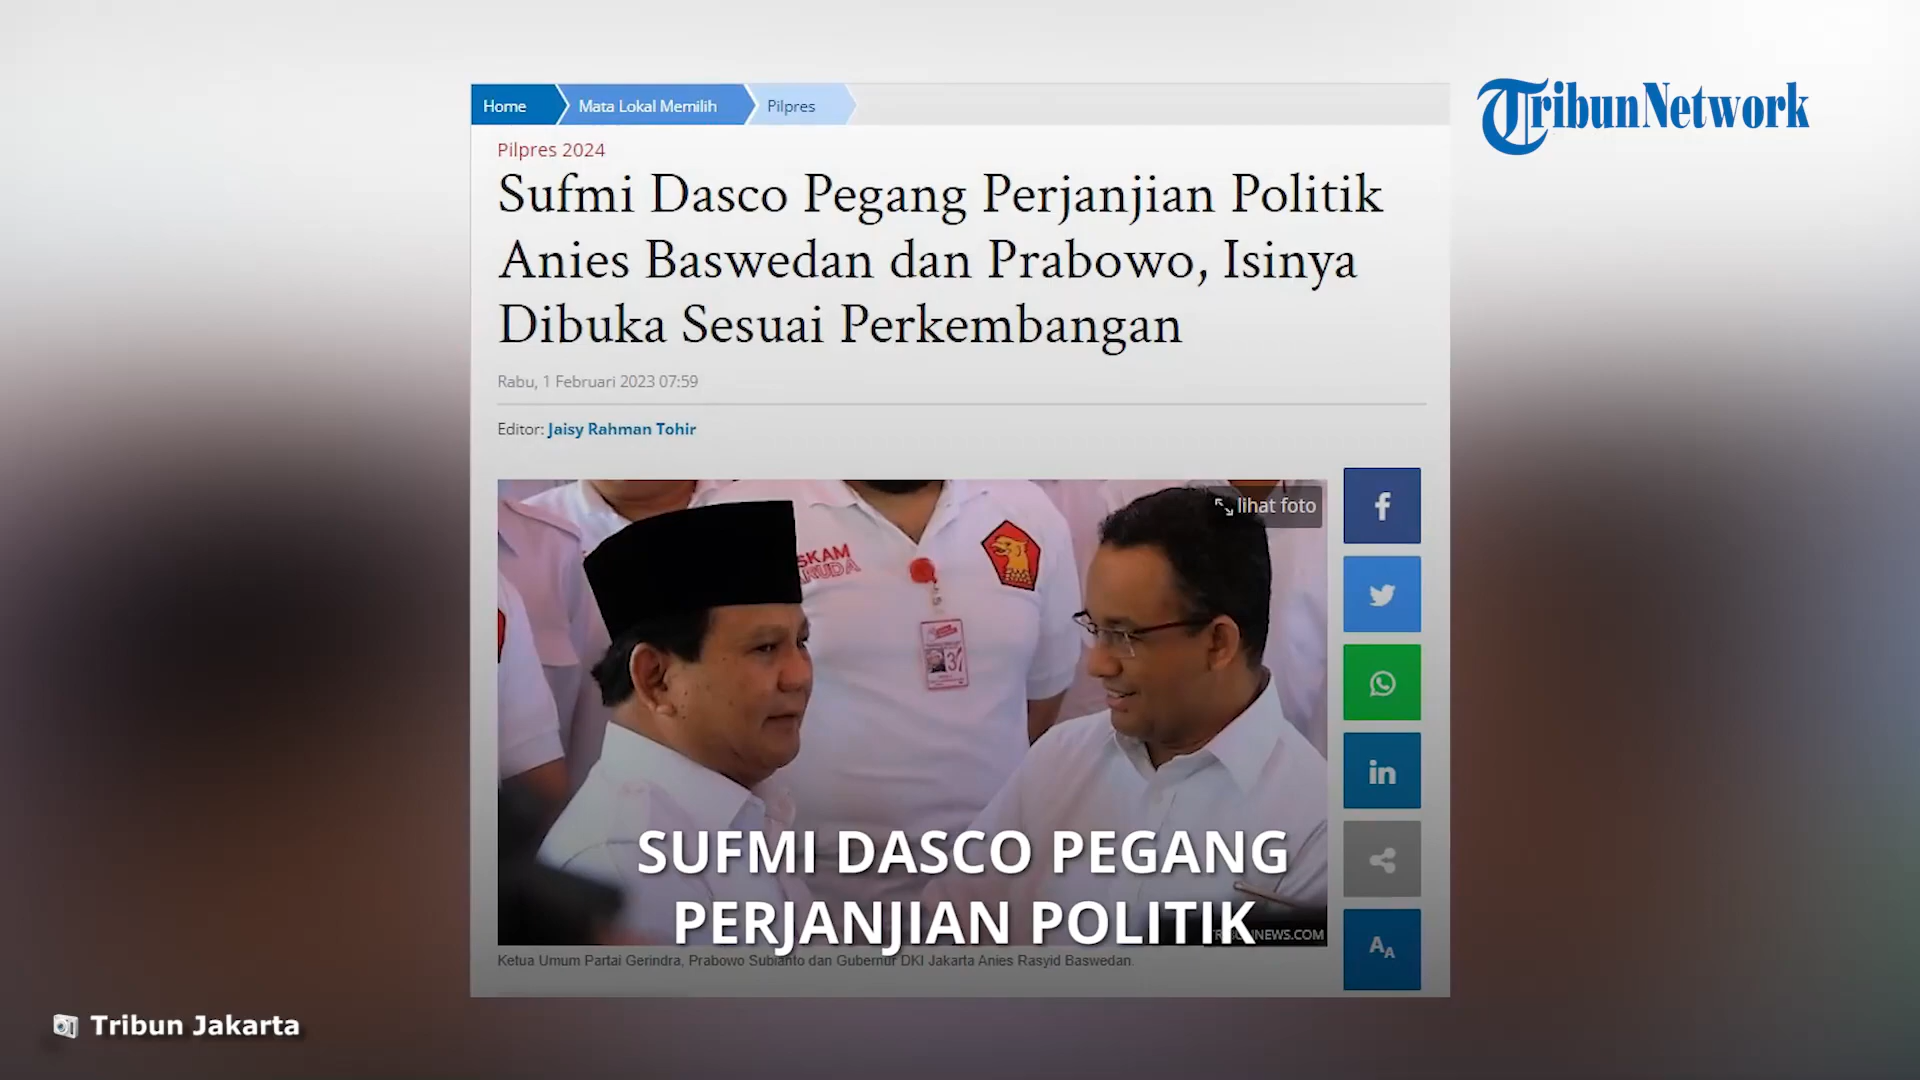 TribunNetwork
Home
Mata Lokal Memilih
Pilpres
Pilpres 2024
Sufmi Dasco Pegang Perjanjian Politik
Anies Baswedan dan Prabowo, Isinya
Dibuka Sesuai Perkembangan
Rabu, 1 Februari 2023 07:59
Editor: Jaisy Rahman Tohir
lihat foto
SUFMI DASCO PEGANG
PERJANJIAN POLITIK
Ketua Umum Partai Gerindra, Prabowo Subianto dan Gubernur DKI Jakarta Anies Rasyid Baswedan.
Tribun Jakarta